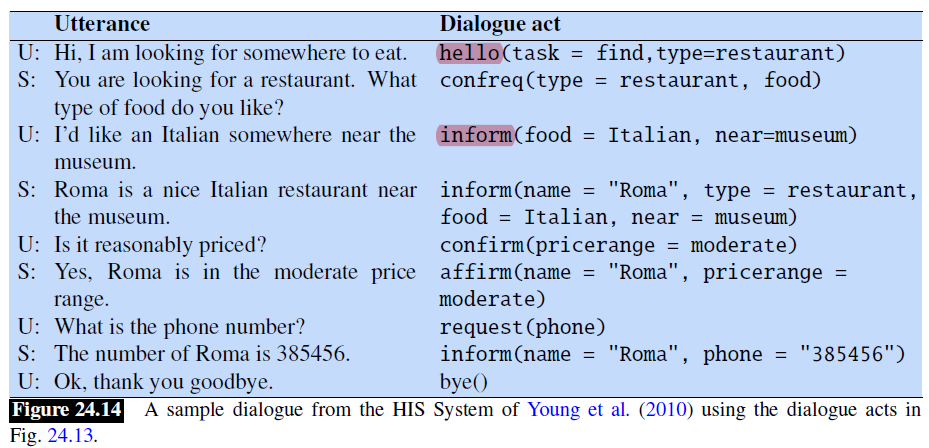 Utterance Dialogue act
U: Hi, I am looking for somewhere to eat. hello(task = find,type=restaurant)
S: You are looking for a restaurant. What confreq(type = restaurant, food)
type of food do you like?
U: I'd like an Italian somewhere near the inform(food = Italian, near=museum)
museum.
S: Roma is a nice Italian restaurant near inform(name = "Roma", type = restaurant,
the museum. food = Italian, near = museum)
U: Is it reasonably priced? confirm(pricerange = moderate)
S: Yes, Roma is in the moderate price affirm(name = "Roma", pricerange =
range. moderate)
U: What is the phone number? request(phone)
S: The number of Roma is 385456. inform(name = "Roma", phone = "385456")
U: Ok, thank you goodbye. bye()
Figure 24.14 A sample dialogue from the HIS System of Young et al. (2010) using the dialogue acts in
Fig. 24.13.